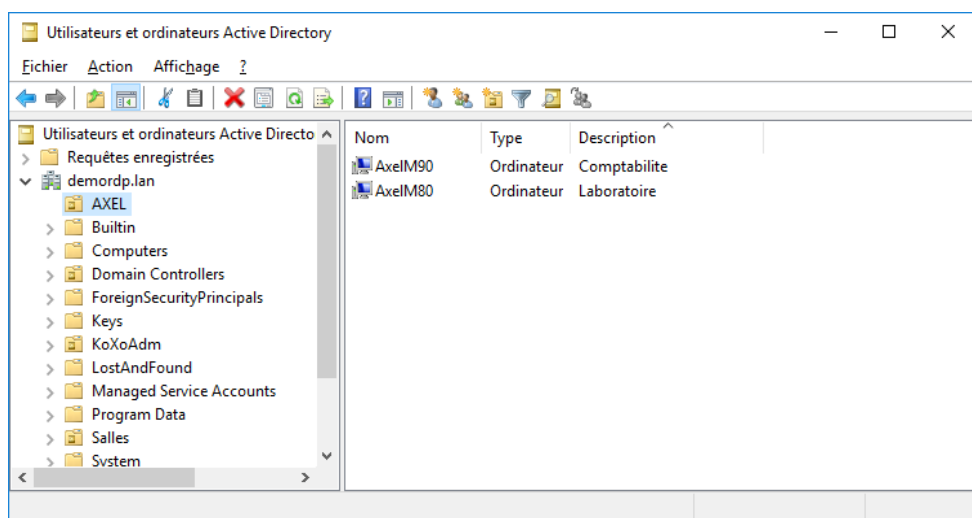 Utilisateurs et ordinateurs Active Directory
Fichier Action Affichage ?
Utilisateurs et ordinateurs Active Directo
Requêtes enregistrées
demordp.lan
AXEL
Builtin
Computers
Domain Controllers
ForeignSecurityPrincipals
Keys
KoXoAdm
LostAndFound
Managed Service Accounts
Program Data
Salles
System
Nom Type Description
AxelM90 Ordinateur Comptabilite
AxelM80 Ordinateur Laboratoire